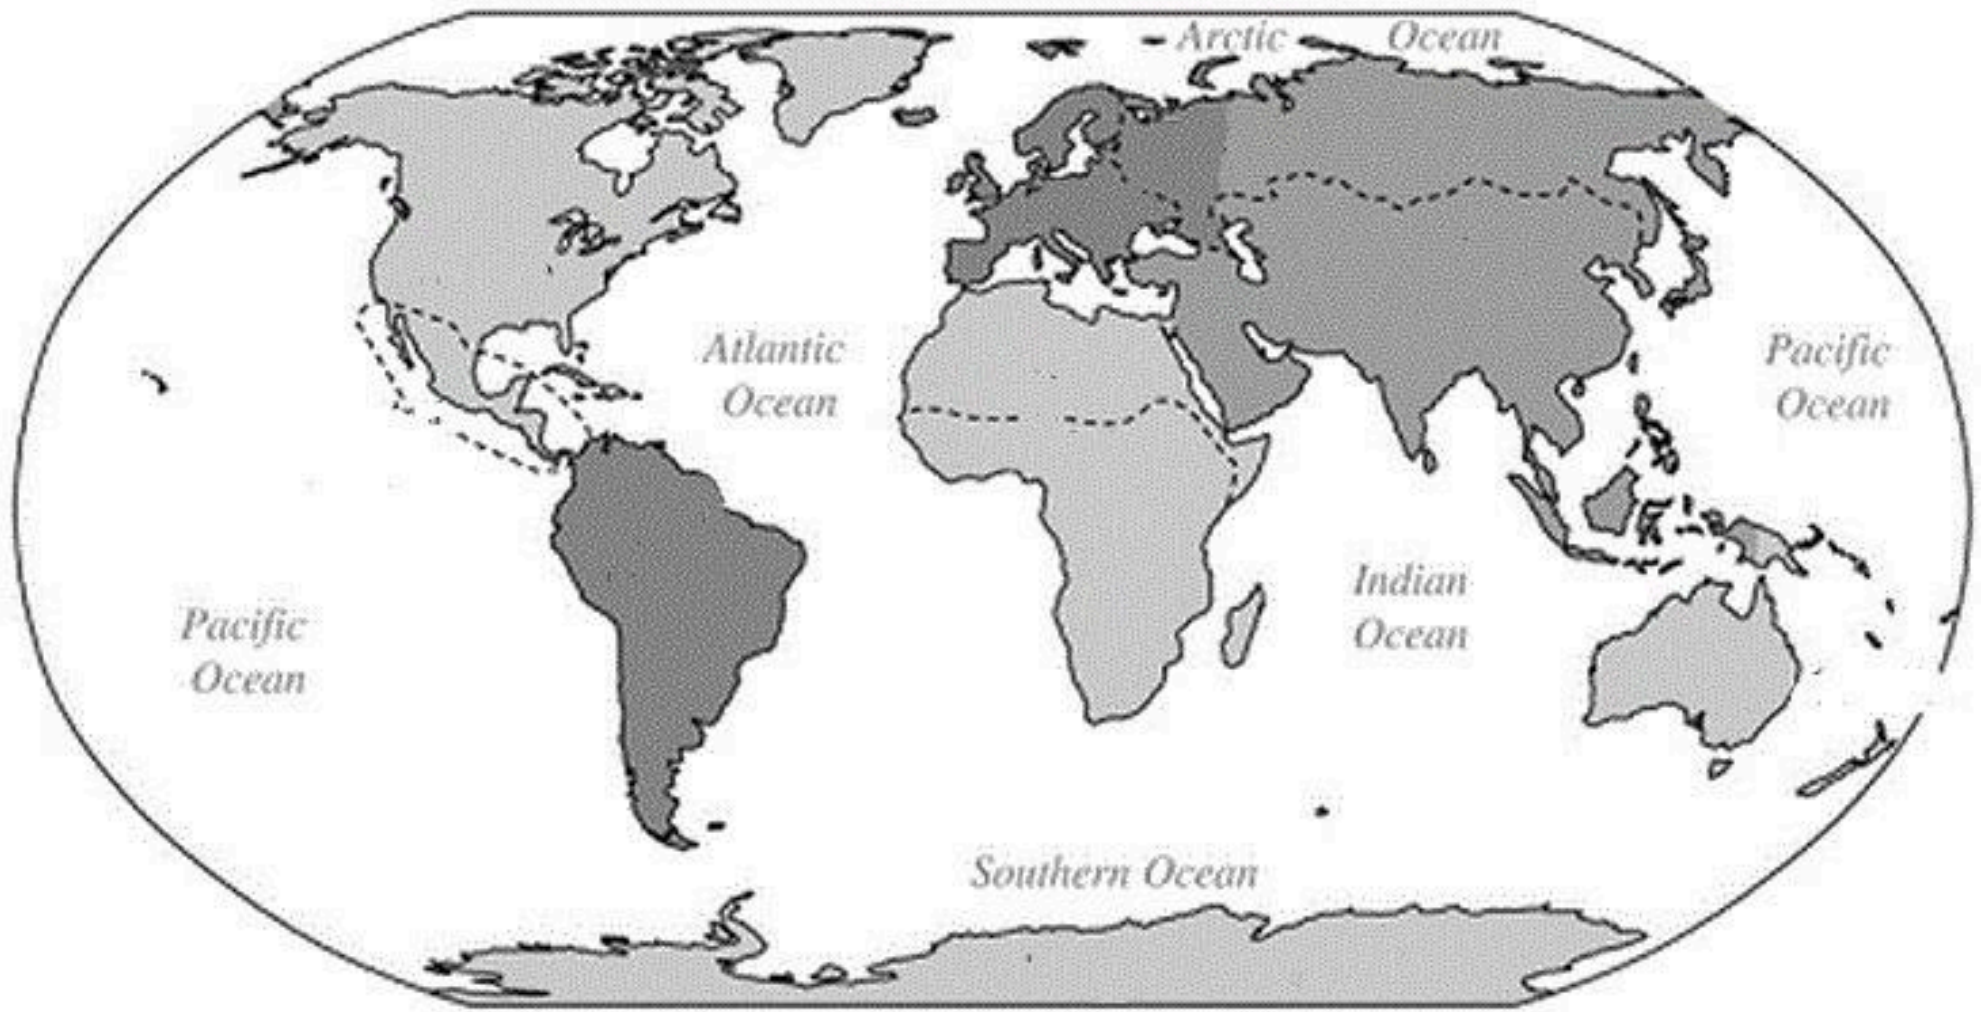 Arctic Ocean
Atlantic
Ocean
Pacific
Ocean
Indian
Ocean
Pacific
Ocean
Southern Ocean